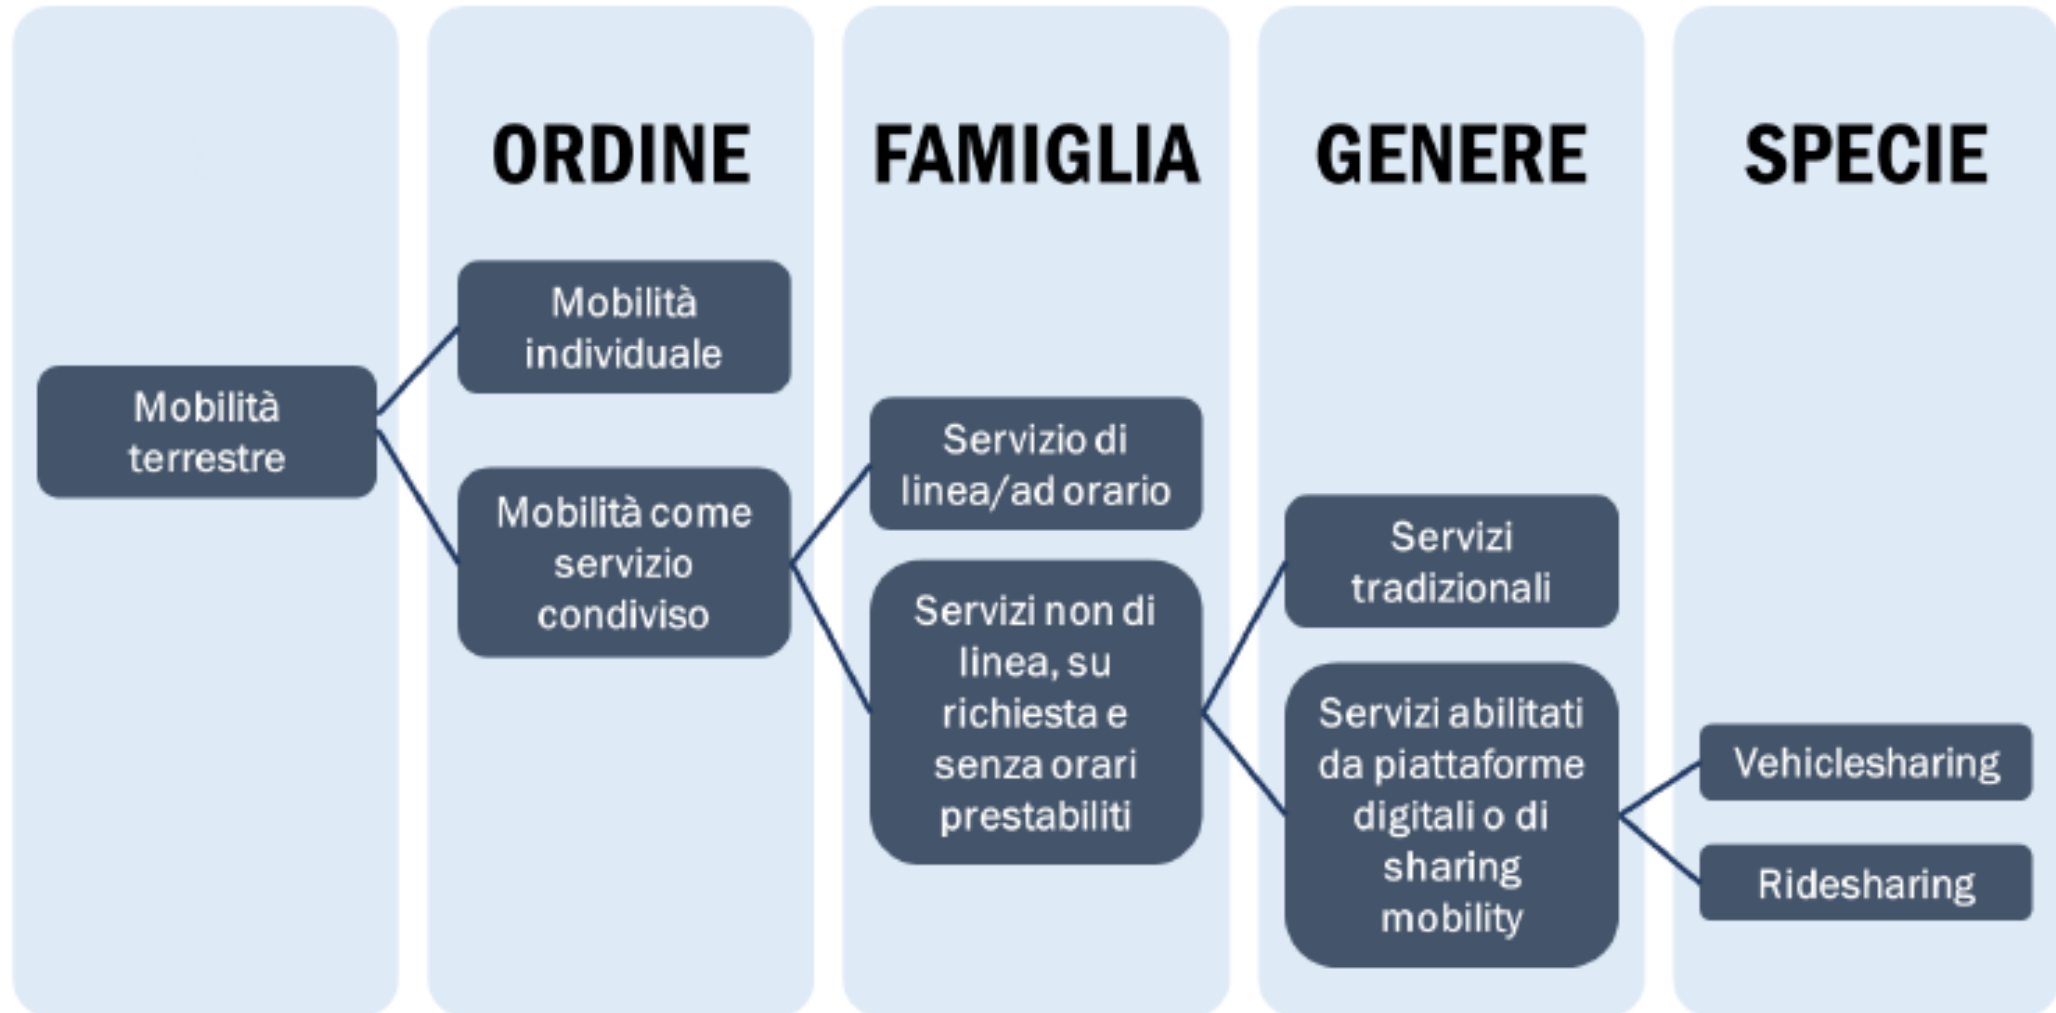 ORDINE
FAMIGLIA
GENERE
SPECIE
Mobilità
terrestre
Mobilità
individuale
Mobilità come
servizio
condiviso
Servizio di
linea/ad orario
Servizi non di
linea, su
richiesta e
senza orari
prestabiliti
Servizi
tradizionali
Servizi abilitati
da piattaforme
digitali o di
sharing
mobility
Vehiclesharing
Ridesharing